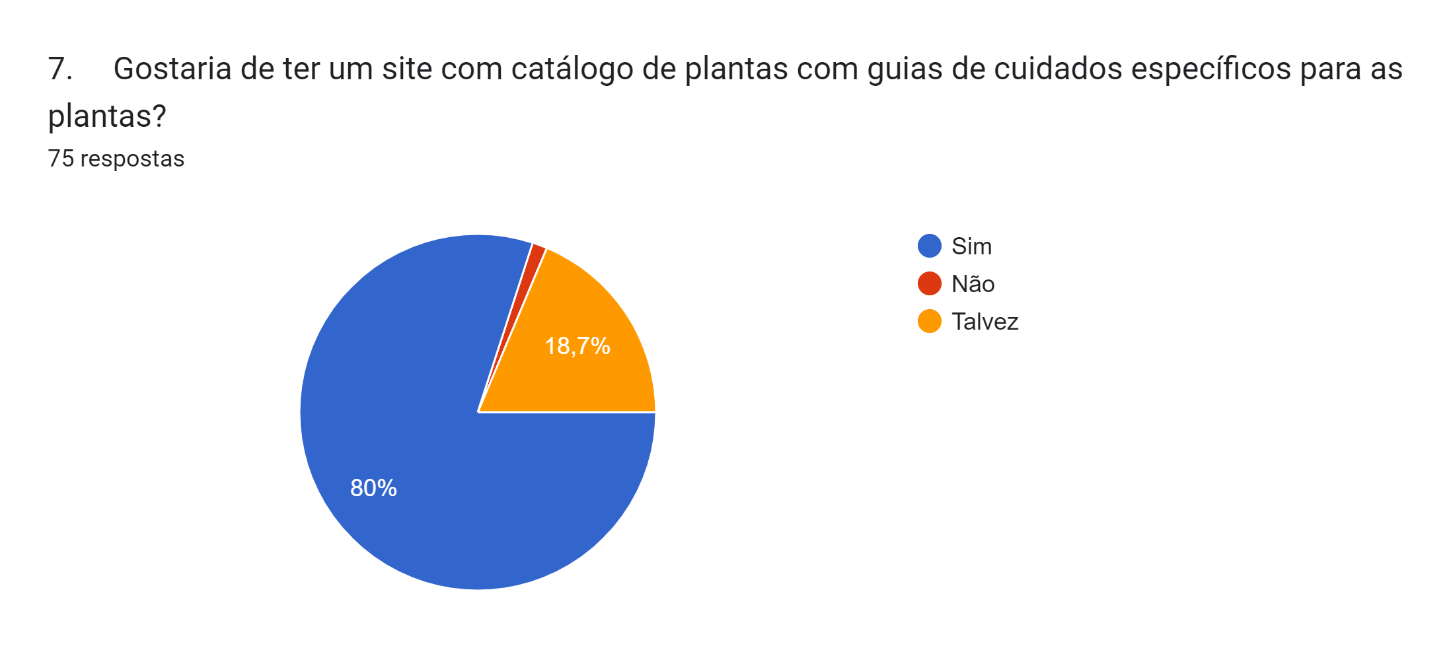 7. Gostaria de ter um site com catálogo de plantas com guias de cuidados específicos para as
plantas?
75 respostas
Sim
Não
Talvez
18,7%
80%